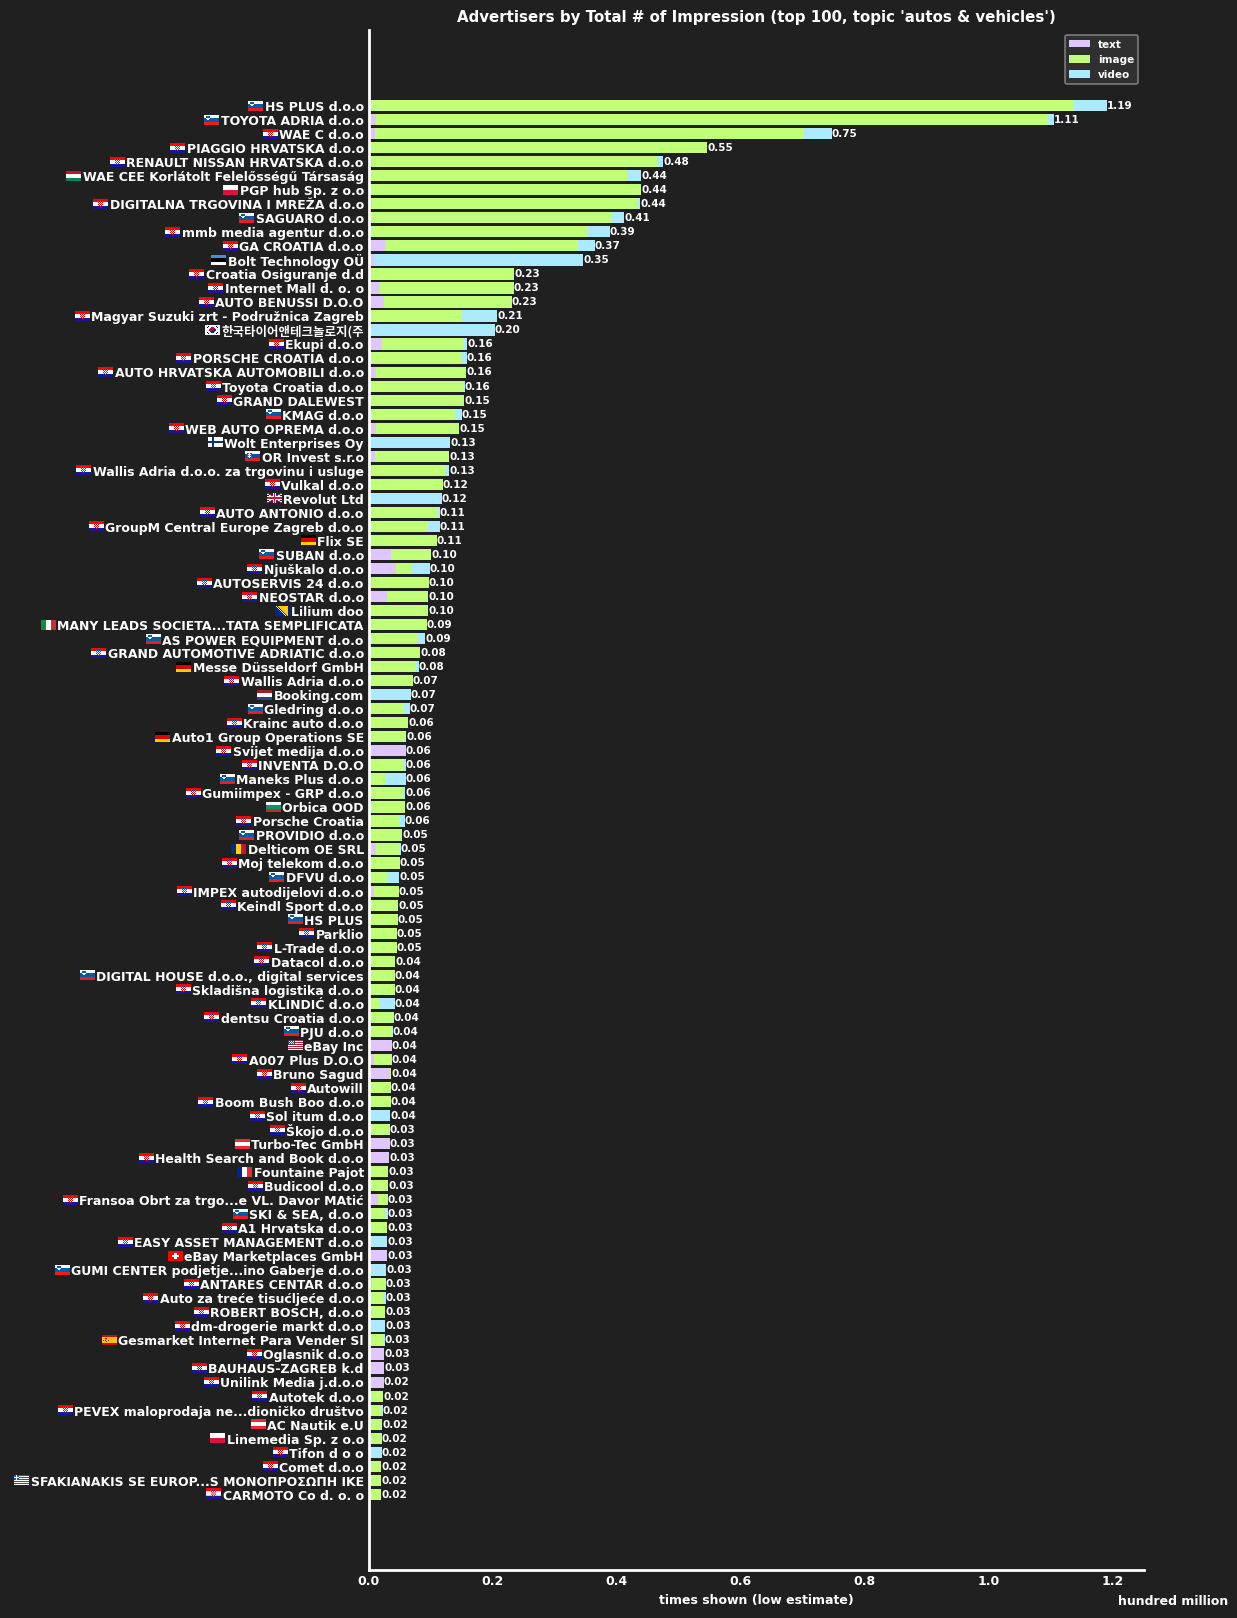 Advertisers by Total # of Impression (top 100, topic 'autos & vehicles')
text
image
video
HS PLUS d.o.o 1.19
TOYOTA ADRIA d.o.o 1.11
WAE C d.o.o 0.75
PIAGGIO HRVATSKA d.o.o 0.55
RENAULT NISSAN HRVATSKA d.o.o 0.48
WAE CEE Korlátolt Felelősségű Társaság 0.44
PGP hub Sp. z o.o 0.44
DIGITALNA TRGOVINA I MREŽA d.o.o 0.44
SAGUARO d.o.o 0.41
mmb media agentur d.o.o 0.39
GA CROATIA d.o.o 0.37
Bolt Technology OÜ 0.35
Croatia Osiguranje d.d 0.23
Internet Mall d. o. o 0.23
AUTO BENUSSI D.O.O 0.23
Magyar Suzuki zrt - Podružnica Zagreb 0.21
한국타이어앤테크놀로지(주 0.20
Ekupi d.o.o 0.16
PORSCHE CROATIA d.o.o 0.16
AUTO HRVATSKA AUTOMOBILI d.o.o 0.16
Toyota Croatia d.o.o 0.16
GRAND DALEWEST 0.15
KMAG d.o.o 0.15
WEB AUTO OPREMA d.o.o 0.15
Wolt Enterprises Oy 0.13
OR Invest s.r.o 0.13
Wallis Adria d.o.o. za trgovinu i usluge 0.13
Vulkal d.o.o 0.12
Revolut Ltd 0.12
AUTO ANTONIO d.o.o 0.11
GroupM Central Europe Zagreb d.o.o 0.11
Flix SE 0.11
SUBAN d.o.o 0.10
Njuškalo d.o.o 0.10
AUTOSERVIS 24 d.o.o 0.10
NEOSTAR d.o.o 0.10
Lilium doo 0.10
MANY LEADS SOCIETA...TATA SEMPLIFICATA 0.09
AS POWER EQUIPMENT d.o.o 0.09
GRAND AUTOMOTIVE ADRIATIC d.o.o 0.08
Messe Düsseldorf GmbH 0.08
Wallis Adria d.o.o 0.07
Booking.com 0.07
Gledring d.o.o 0.07
Krainc auto d.o.o 0.06
Auto1 Group Operations SE 0.06
Svijet medija d.o.o 0.06
INVENTA D.O.O 0.06
Maneks Plus d.o.o 0.06
Gumiimpex - GRP d.o.o 0.06
Orbica OOD 0.06
Porsche Croatia 0.06
PROVIDIO d.o.o 0.05
Delticom OE SRL 0.05
Moj telekom d.o.o 0.05
DFVU d.o.o 0.05
IMPEX autodijelovi d.o.o 0.05
Keindl Sport d.o.o 0.05
HS PLUS 0.05
Parklio 0.05
L-Trade d.o.o 0.05
Datacol d.o.o 0.04
DIGITAL HOUSE d.o.o., digital services 0.04
Skladišna logistika d.o.o 0.04
KLINDIĆ d.o.o 0.04
dentsu Croatia d.o.o 0.04
PJU d.o.o 0.04
eBay Inc 0.04
A007 Plus D.O.O 0.04
Bruno Sagud 0.04
Autowill 0.04
Boom Bush Boo d.o.o 0.04
Sol itum d.o.o 0.04
Škojo d.o.o 0.03
Turbo-Tec GmbH 0.03
Health Search and Book d.o.o 0.03
Fountaine Pajot 0.03
Budicool d.o.o 0.03
Fransoa Obrt za trgo...e VL. Davor MAtić 0.03
SKI & SEA, d.o.o 0.03
A1 Hrvatska d.o.o 0.03
EASY ASSET MANAGEMENT d.o.o 0.03
eBay Marketplaces GmbH 0.03
GUMI CENTER podjetje...ino Gaberje d.o.o 0.03
ANTARES CENTAR d.o.o 0.03
Auto za treće tisućljeće d.o.o 0.03
ROBERT BOSCH, d.o.o 0.03
dm-drogerie markt d.o.o 0.03
Gesmarket Internet Para Vender Sl 0.03
Oglasnik d.o.o 0.03
BAUHAUS-ZAGREB k.d 0.03
Unilink Media j.d.o.o 0.02
Autotek d.o.o 0.02
PEVEX maloprodaja ne...dioničko društvo 0.02
AC Nautik e.U 0.02
Linemedia Sp. z o.o 0.02
Tifon d o o 0.02
Comet d.o.o 0.02
SFAKIANAKIS SE EUROP...S ΜΟΝΟΠΡΟΣΩΠΗ ΙΚΕ 0.02
CARMOTO Co d. o. o 0.02
0.0 0.2 0.4 0.6 0.8 1.0 1.2
times shown (low estimate)
hundred million